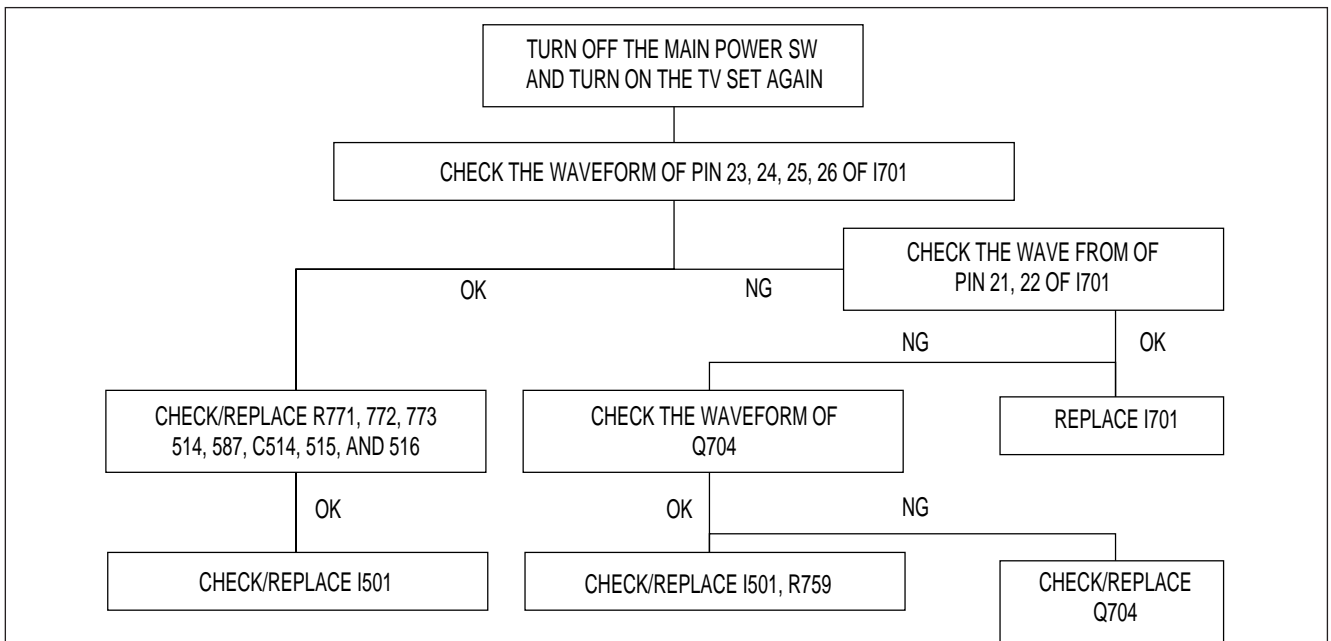 TURN OFF THE MAIN POWER SW
AND TURN ON THE TV SET AGAIN
CHECK THE WAVEFORM OF PIN 23, 24, 25, 26 OF I701
CHECK THE WAVE FROM OF
PIN 21, 22 OF I701
OK
NG
NG
OK
CHECK/REPLACE R771, 772, 773
514, 587, C514, 515, AND 516
CHECK THE WAVEFORM OF
Q704
REPLACE I701
OK
OK
NG
CHECK/REPLACE I501
CHECK/REPLACE I501, R759
CHECK/REPLACE
Q704